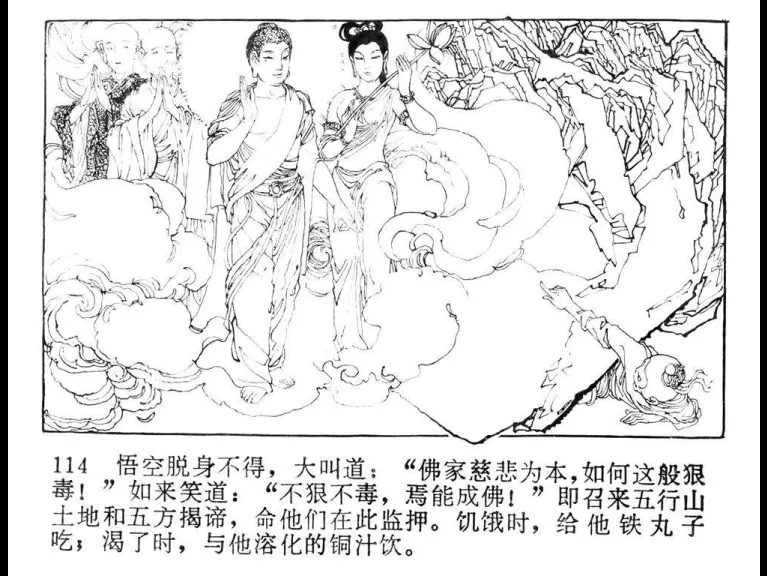 114 悟空脱身不得，大叫道：“佛家慈悲为本，如何这般狠
毒！”如来笑道：“不狠不毒，焉能成佛！”即召来五行山
土地和五方揭谛，命他们在此监押。饥饿时，给他铁丸子
吃；渴了时，与他溶化的铜汁饮。